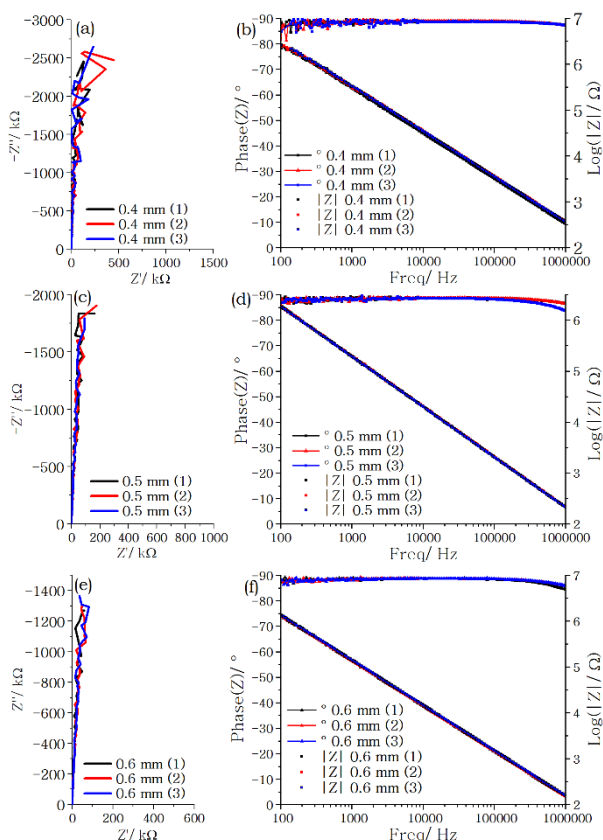 (a)
-3000
-2500
-2000
-1500
-1000
-500
0
-Z''/ kΩ
0.4 mm (1)
0.4 mm (2)
0.4 mm (3)
0 500 1000 1500
Z'/ kΩ
(b)
-90
-80
-70
-60
-50
-40
-30
-20
-10
0
Phase(Z)/ °
° 0.4 mm (1)
° 0.4 mm (2)
° 0.4 mm (3)
|Z| 0.4 mm (1)
|Z| 0.4 mm (2)
|Z| 0.4 mm (3)
7
6
5
4
3
2
Log(|Z|/ Ω)
100 1000 10000 100000 1000000
Freq/ Hz
(c)
-2000
-1500
-1000
-500
0
-Z''/ kΩ
0.5 mm (1)
0.5 mm (2)
0.5 mm (3)
0 200 400 600 800 1000
Z'/ kΩ
(d)
-90
-80
-70
-60
-50
-40
-30
-20
-10
0
Phase(Z)/ °
° 0.5 mm (1)
° 0.5 mm (2)
° 0.5 mm (3)
|Z| 0.5 mm (1)
|Z| 0.5 mm (2)
|Z| 0.5 mm (3)
6
5
4
3
2
Log(|Z|/ Ω)
100 1000 10000 100000 1000000
Freq/ Hz
(e)
-1400
-1200
-1000
-800
-600
-400
-200
0
Z''/ kΩ
0.6 mm (1)
0.6 mm (2)
0.6 mm (3)
0 200 400 600
Z'/ kΩ
(f)
-90
-80
-70
-60
-50
-40
-30
-20
-10
Phase(Z)/ °
° 0.6 mm (1)
° 0.6 mm (2)
° 0.6 mm (3)
|Z| 0.6 mm (1)
|Z| 0.6 mm (2)
|Z| 0.6 mm (3)
7
6
5
4
3
2
Log(|Z|/ Ω)
100 1000 10000 100000 1000000
Freq/ Hz